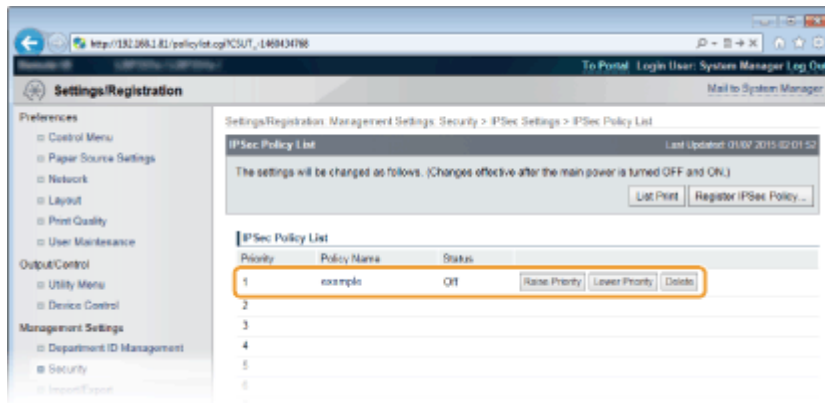 http://192.168.1.81/policylist.cgi?CSUT_-1460434768
To Portal Login User: System Manager Log Ou
Settings/Registration
Mail to System Manager
Preferences
Control Menu
Paper Source Settings
Network
Layout
Print Quality
User Maintenance
Output/Control
Utility Menu
Device Control
Management Settings
Department ID Management
Security
Import/Export
Settings/Registration: Management Settings: Security > IPSec Settings > IPSec Policy List
IPSec Policy List
Last Updated: 01/07 2015 02:01:52
The settings will be changed as follows. (Changes effective after the main power is turned OFF and ON.)
List Print
Register IPSec Policy...
IPSec Policy List
Priority Policy Name Status
1 example Off Raise Priority Lower Priority Delete
2
3
4
5
6